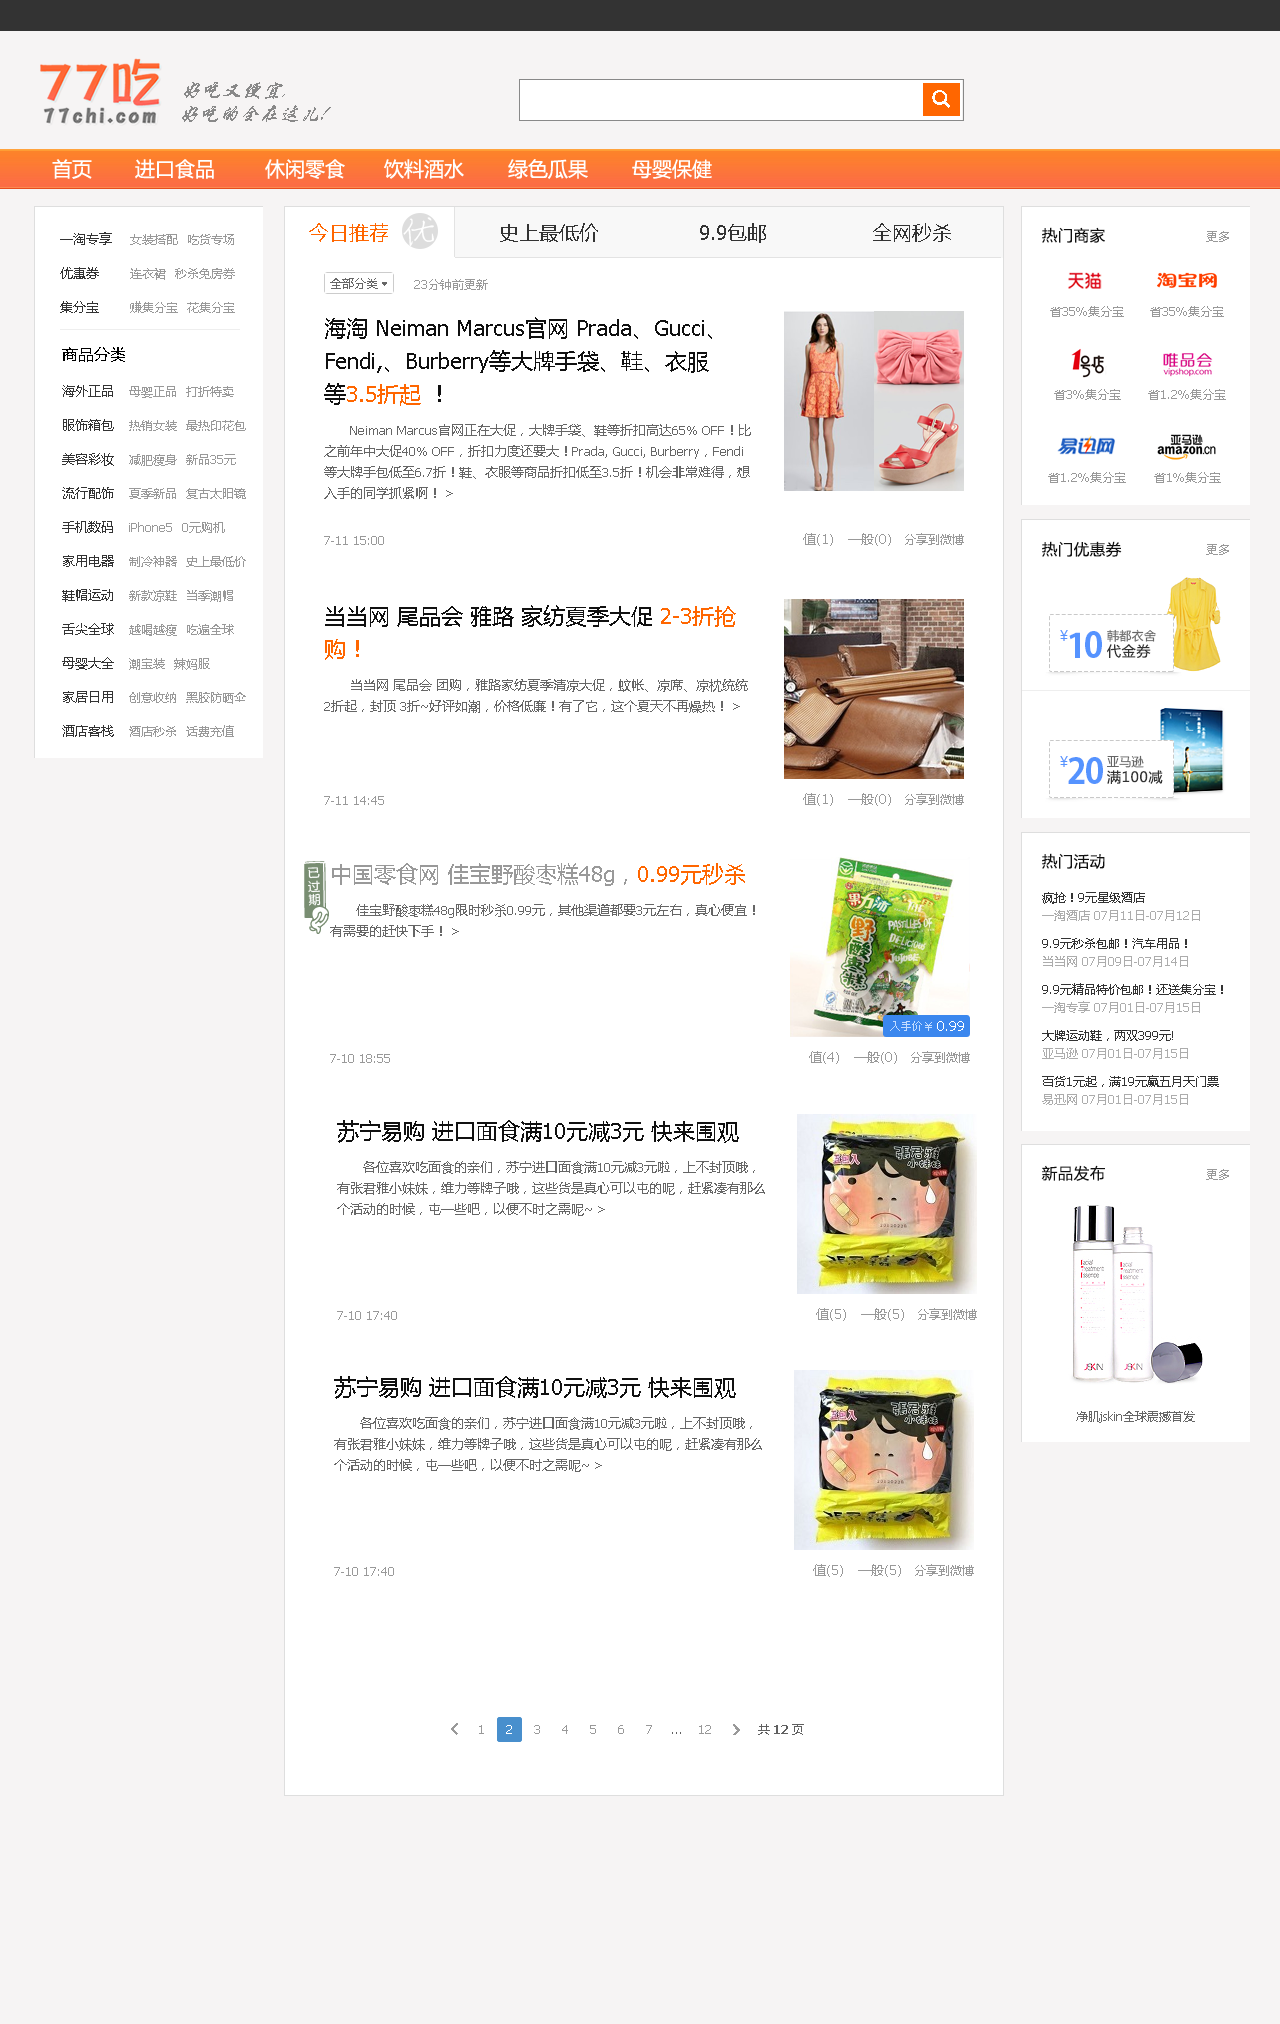 77吃
77chi.com
好吃又便宜,
好吃的全在这儿!
首页 进口食品 休闲零食 饮料酒水 绿色瓜果 母婴保健
一淘专享 女装搭配 吃货专场
优惠券 连衣裙 秒杀免房券
集分宝 赚集分宝 花集分宝
商品分类
海外正品 母婴正品 打折特卖
服饰箱包 热销女装 最热印花包
美容彩妆 减肥瘦身 新品35元
流行配饰 夏季新品 复古太阳镜
手机数码 iPhone5 0元购机
家用电器 制冷神器 史上最低价
鞋帽运动 新款凉鞋 当季潮帽
舌尖全球 越喝越瘦 吃遍全球
母婴大全 潮宝装 辣妈服
家居日用 创意收纳 黑胶防晒伞
酒店客栈 酒店秒杀 话费充值
今日推荐 优 史上最低价 9.9包邮 全网秒杀
全部分类 23分钟前更新
海淘 Neiman Marcus官网 Prada、Gucci、
Fendi,、Burberry等大牌手袋、鞋、衣服
等3.5折起 !
Neiman Marcus官网正在大促，大牌手袋、鞋等折扣高达65% OFF！比
之前年中大促40% OFF，折扣力度还要大！Prada, Gucci, Burberry，Fendi
等大牌手包低至6.7折！鞋、衣服等商品折扣低至3.5折！机会非常难得，想
入手的同学抓紧啊！ >
7-11 15:00 值(1) 一般(0) 分享到微博
当当网 尾品会 雅路 家纺夏季大促 2-3折抢
购！
当当网 尾品会 团购，雅路家纺夏季清凉大促，蚊帐、凉席、凉枕统统
2折起，封顶 3折~好评如潮，价格低廉！有了它，这个夏天不再燥热！ >
7-11 14:45 值(1) 一般(0) 分享到微博
已过期
中国零食网 佳宝野酸枣糕48g，0.99元秒杀
佳宝野酸枣糕48g限时秒杀0.99元，其他渠道都要3元左右，真心便宜！
有需要的赶快下手！ >
果力派
野酸枣糕
PASTILLES OF
DELICIOUS
JUJUBE
入手价¥ 0.99
7-10 18:55 值(4) 一般(0) 分享到微博
苏宁易购 进口面食满10元减3元 快来围观
各位喜欢吃面食的亲们，苏宁进口面食满10元减3元啦，上不封顶哦，
有张君雅小妹妹，维力等牌子哦，这些货是真心可以屯的呢，赶紧凑有那么
个活动的时候，屯一些吧，以便不时之需呢~ >
張君雅
小妹妹
7-10 17:40 值(5) 一般(5) 分享到微博
苏宁易购 进口面食满10元减3元 快来围观
各位喜欢吃面食的亲们，苏宁进口面食满10元减3元啦，上不封顶哦，
有张君雅小妹妹，维力等牌子哦，这些货是真心可以屯的呢，赶紧凑有那么
个活动的时候，屯一些吧，以便不时之需呢~ >
張君雅
小妹妹
7-10 17:40 值(5) 一般(5) 分享到微博
1 2 3 4 5 6 7 ... 12 共 12 页
热门商家 更多
天猫 淘宝网
省35%集分宝 省35%集分宝
1号店 唯品会
vipshop.com
省3%集分宝 省1.2%集分宝
易迅网 亚马逊
amazon.cn
省1.2%集分宝 省1%集分宝
热门优惠券 更多
¥10 韩都衣舍
代金券
¥20 亚马逊
满100减
热门活动
疯抢！9元星级酒店
一淘酒店 07月11日-07月12日
9.9元秒杀包邮！汽车用品！
当当网 07月09日-07月14日
9.9元精品特价包邮！还送集分宝！
一淘专享 07月01日-07月15日
大牌运动鞋，两双399元!
亚马逊 07月01日-07月15日
百货1元起，满19元赢五月天门票
易迅网 07月01日-07月15日
新品发布 更多
Facial
Treatment
Essence
Facial
Treatment
Essence
JSKIN JSKIN
净肌jskin全球震撼首发